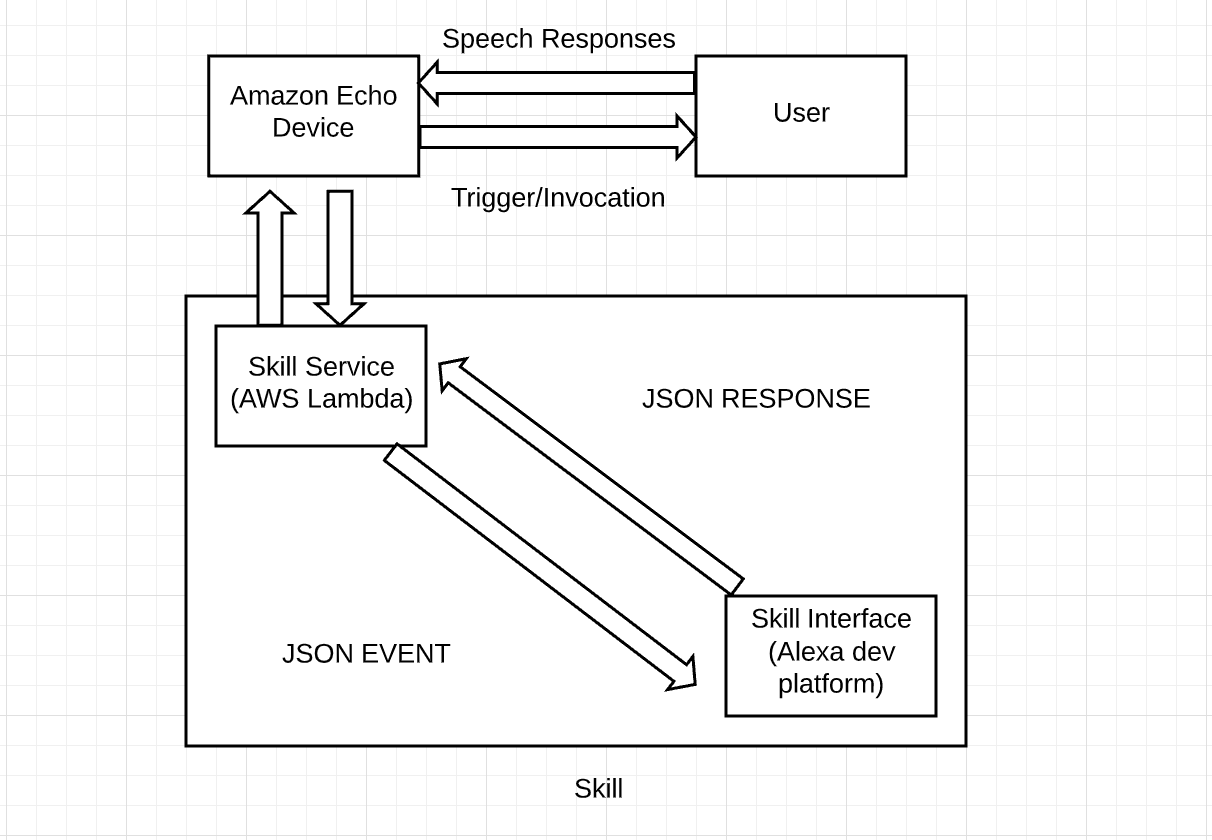 Speech Responses
Amazon Echo
Device
User
Trigger/Invocation
Skill Service
(AWS Lambda)
JSON RESPONSE
JSON EVENT
Skill Interface
(Alexa dev
platform)
Skill